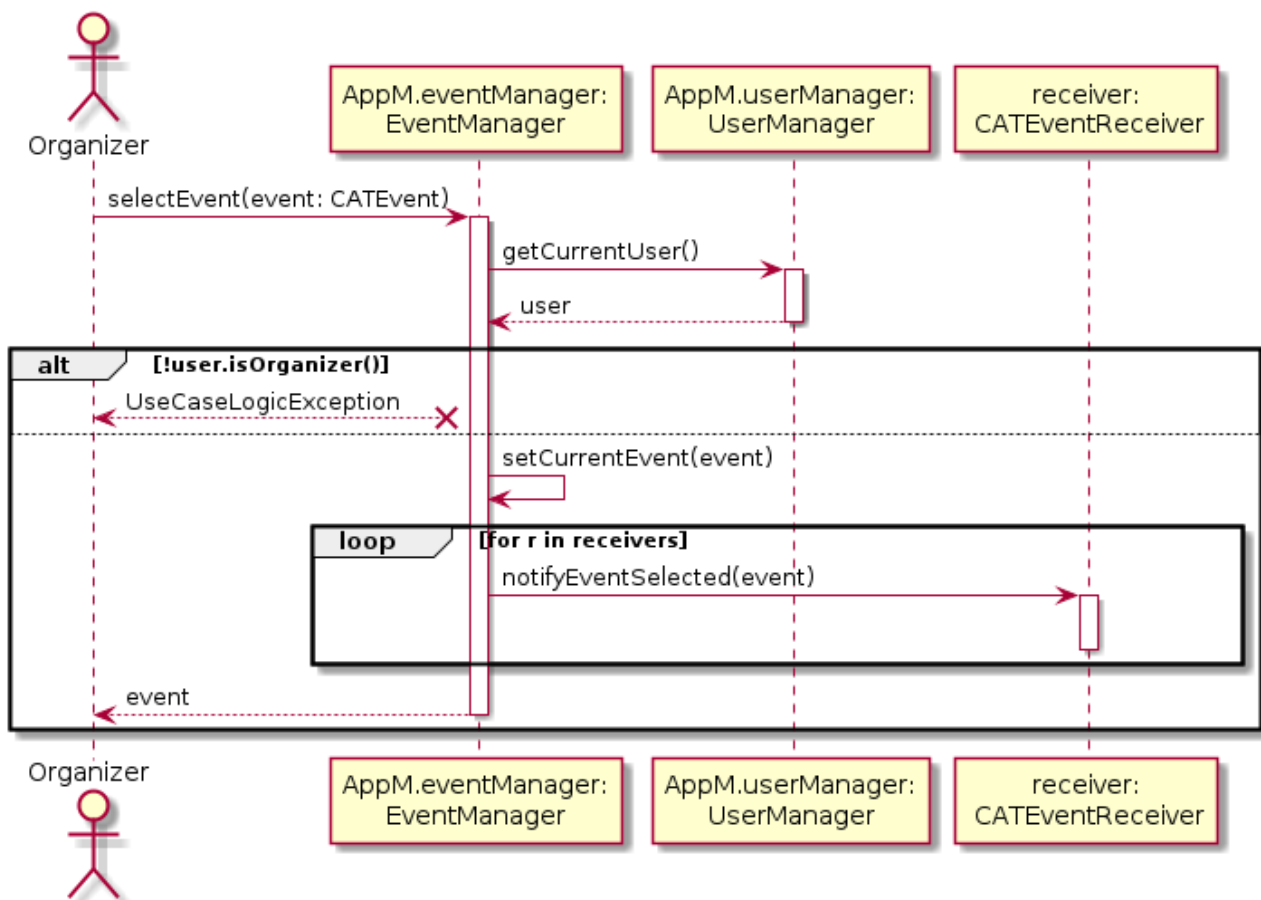 Organizer
AppM.eventManager:
EventManager
AppM.userManager:
UserManager
receiver:
CATEventReceiver
selectEvent(event: CATEvent)
getCurrentUser()
user
alt
[!user.isOrganizer()]
UseCaseLogicException
setCurrentEvent(event)
loop
[for r in receivers]
notifyEventSelected(event)
event
Organizer
AppM.eventManager:
EventManager
AppM.userManager:
UserManager
receiver:
CATEventReceiver